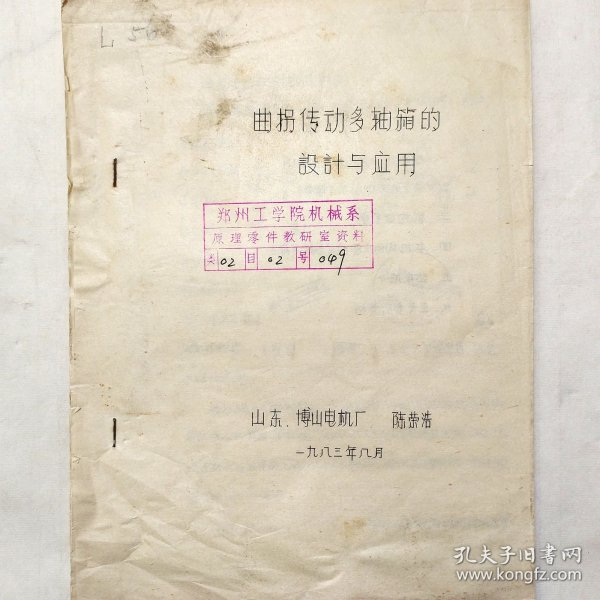 L 50
曲拐传动多轴箱的
設計与应用
郑州工学院机械系
原理零件教研室资料
类 02 目 02 号 049
山东、博山电机厂 陈荣浩
一九八三年八月
孔夫子旧书网
www.kongfz.com